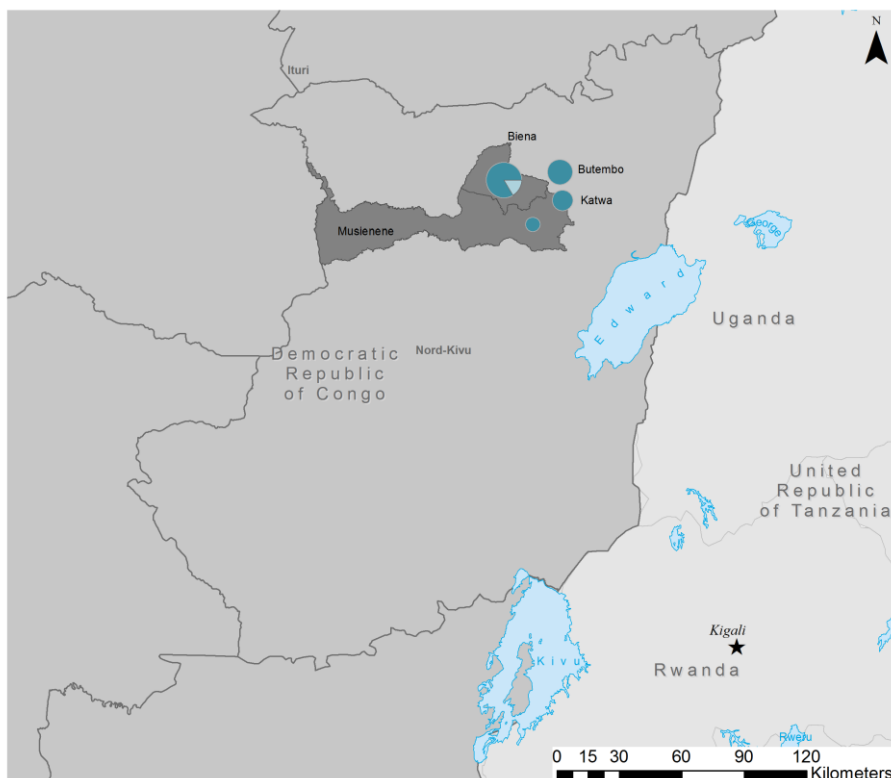 N
Ituri
Biena
Butembo
Katwa
Musienene
George
Edward
Uganda
Nord-Kivu
Democratic
Republic
of Congo
United
Republic
of Tanzania
Kigali
Kivu
Rwanda
Rweru
0 15 30 60 90 120
Kilometers